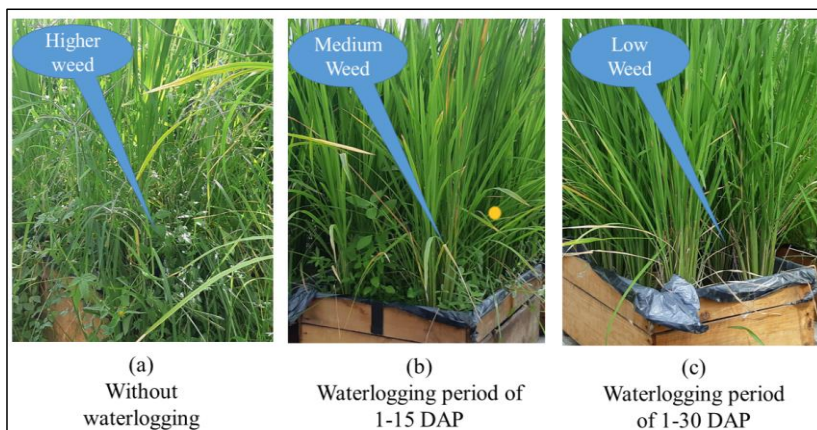 Higher
weed
Medium
Weed
Low
Weed
(a)
Without
waterlogging
(b)
Waterlogging period of
1-15 DAP
(c)
Waterlogging period
of 1-30 DAP